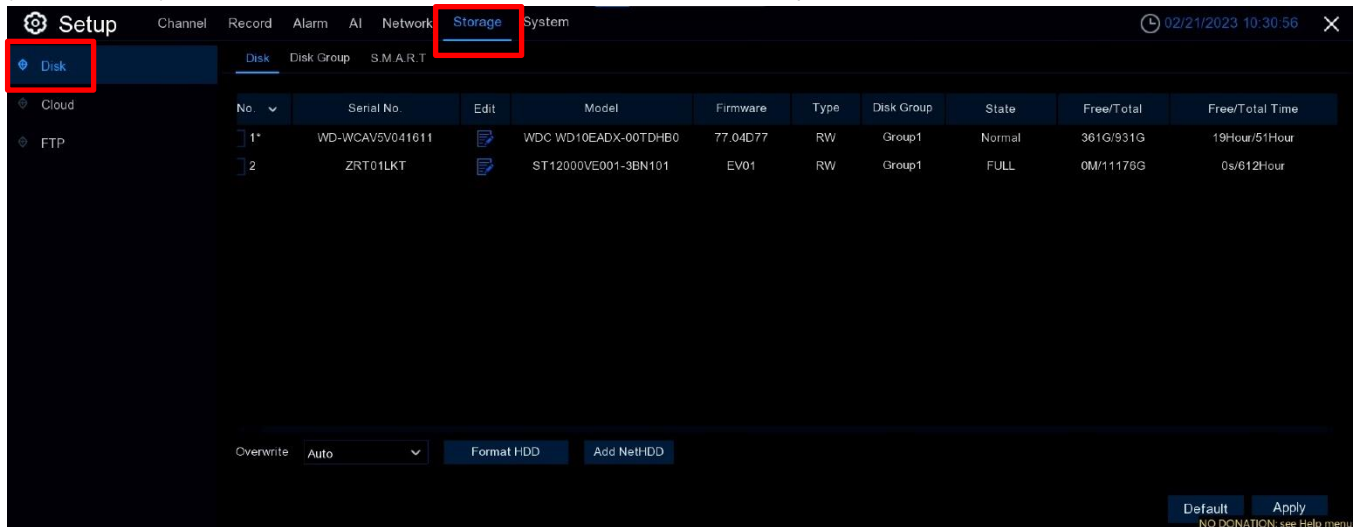 Setup Channel Record Alarm AI Network Storage System 02/21/2023 10:30:56
Disk
Cloud
FTP
Disk Disk Group S.M.A.R.T
No. Serial No. Edit Model Firmware Type Disk Group State Free/Total Free/Total Time
1* WD-WCAV5V041611 WDC WD10EADX-00TDHB0 77.04D77 RW Group1 Normal 361G/931G 19Hour/51Hour
2 ZRT01LKT ST12000VE001-3BN101 EV01 RW Group1 FULL 0M/11176G 0s/612Hour
Overwrite Auto Format HDD Add NetHDD
Default Apply
NO DONATION: see Help menu